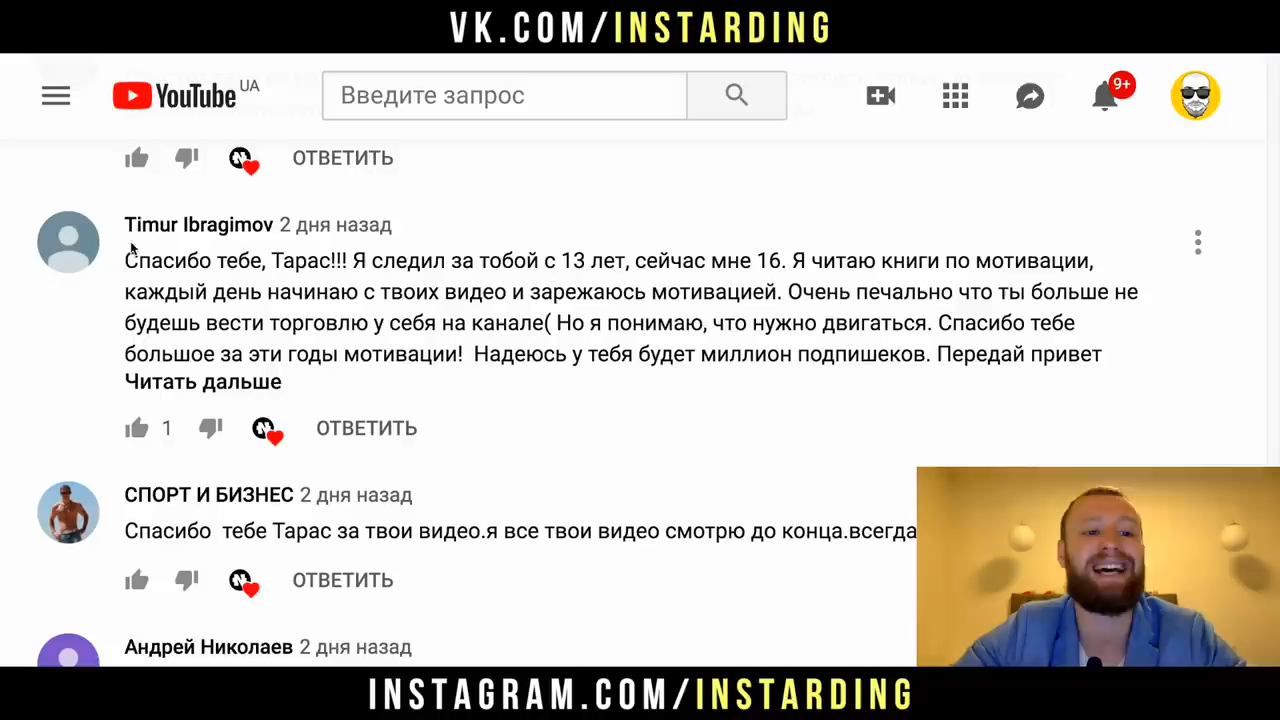 VK.COM/INSTARDING
YouTube UA
Введите запрос
9+
ОТВЕТИТЬ
Timur Ibragimov 2 дня назад
Спасибо тебе, Тарас!!! Я следил за тобой с 13 лет, сейчас мне 16. Я читаю книги по мотивации,
каждый день начинаю с твоих видео и зарежаюсь мотивацией. Очень печально что ты больше не
будешь вести торговлю у себя на канале( Но я понимаю, что нужно двигаться. Спасибо тебе
большое за эти годы мотивации! Надеюсь у тебя будет миллион подпишеков. Передай привет
Читать дальше
1 ОТВЕТИТЬ
СПОРТ И БИЗНЕС 2 дня назад
Спасибо тебе Тарас за твои видео.я все твои видео смотрю до конца.всегда
ОТВЕТИТЬ
Андрей Николаев 2 дня назад
INSTAGRAM.COM/INSTARDING